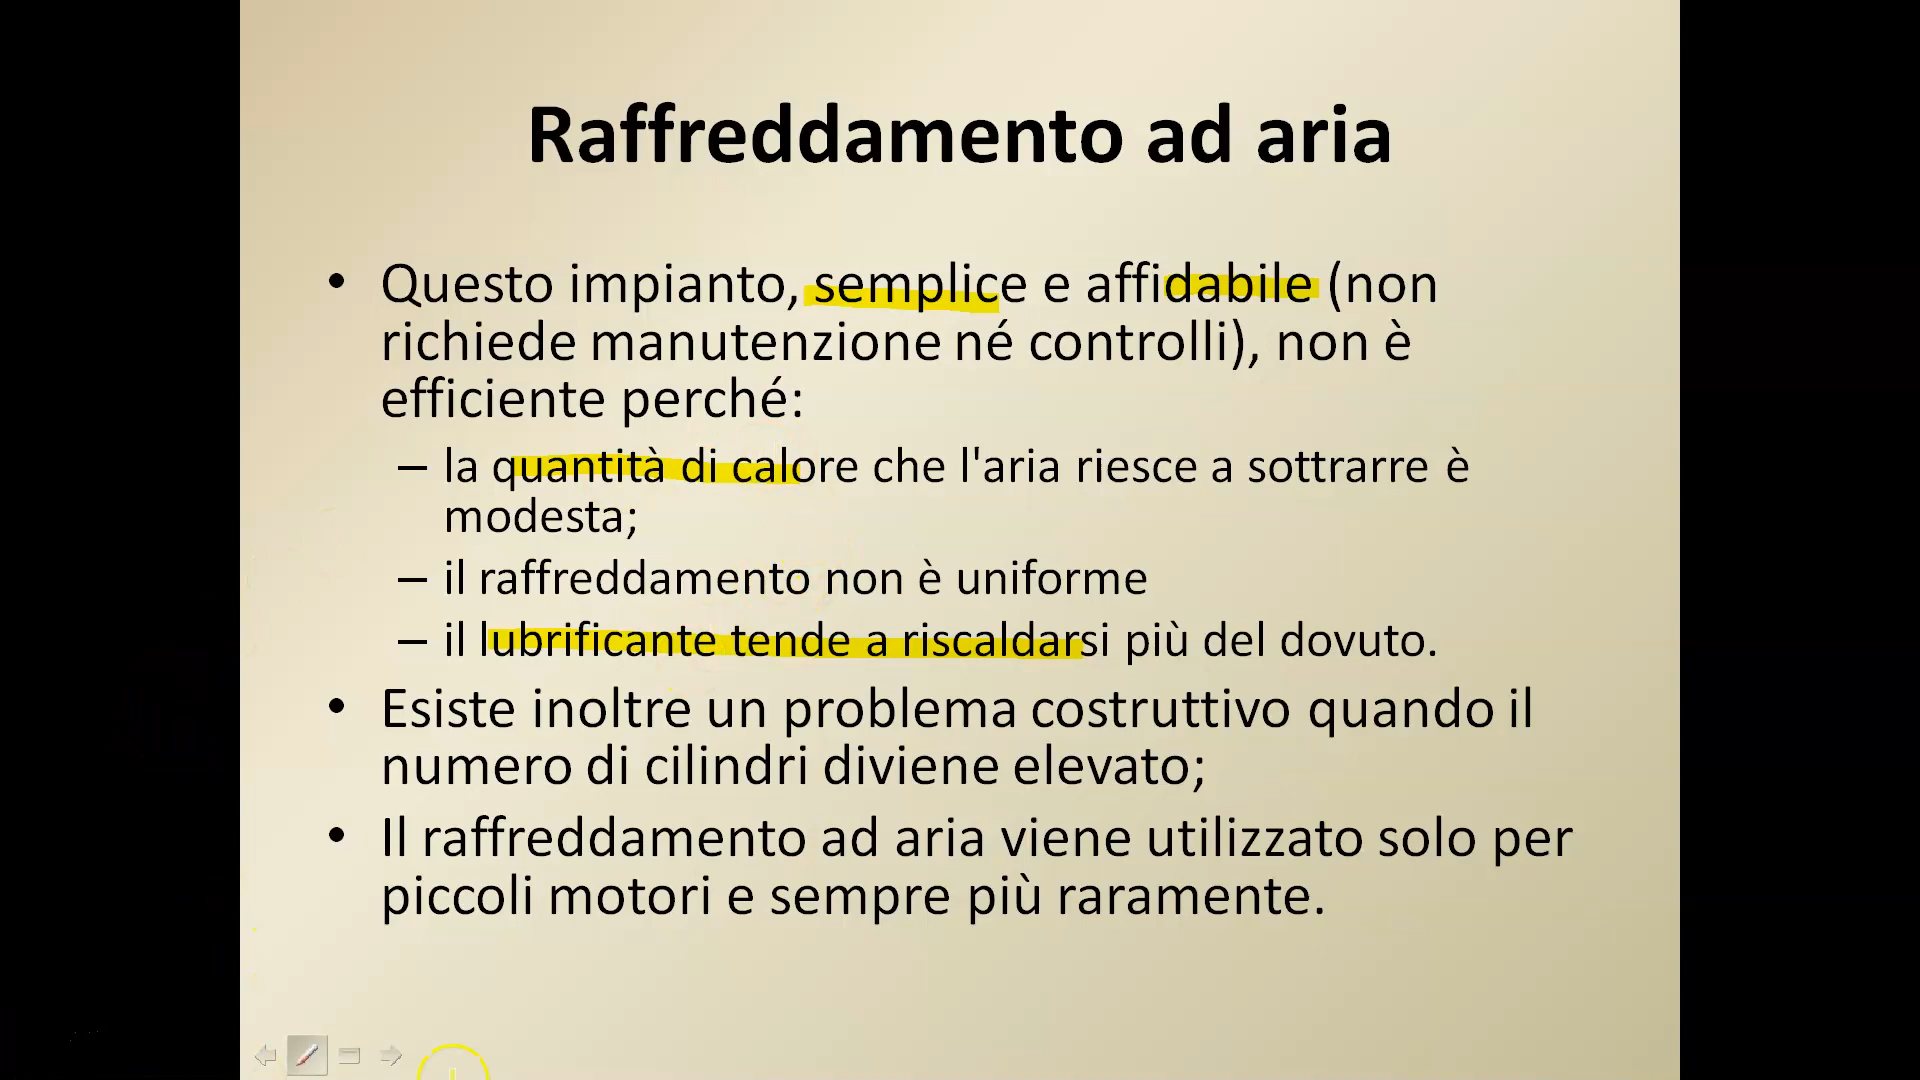 Raffreddamento ad aria
• Questo impianto, semplice e affidabile (non
richiede manutenzione né controlli), non è
efficiente perché:
– la quantità di calore che l'aria riesce a sottrarre è
modesta;
– il raffreddamento non è uniforme
– il lubrificante tende a riscaldarsi più del dovuto.
• Esiste inoltre un problema costruttivo quando il
numero di cilindri diviene elevato;
• Il raffreddamento ad aria viene utilizzato solo per
piccoli motori e sempre più raramente.